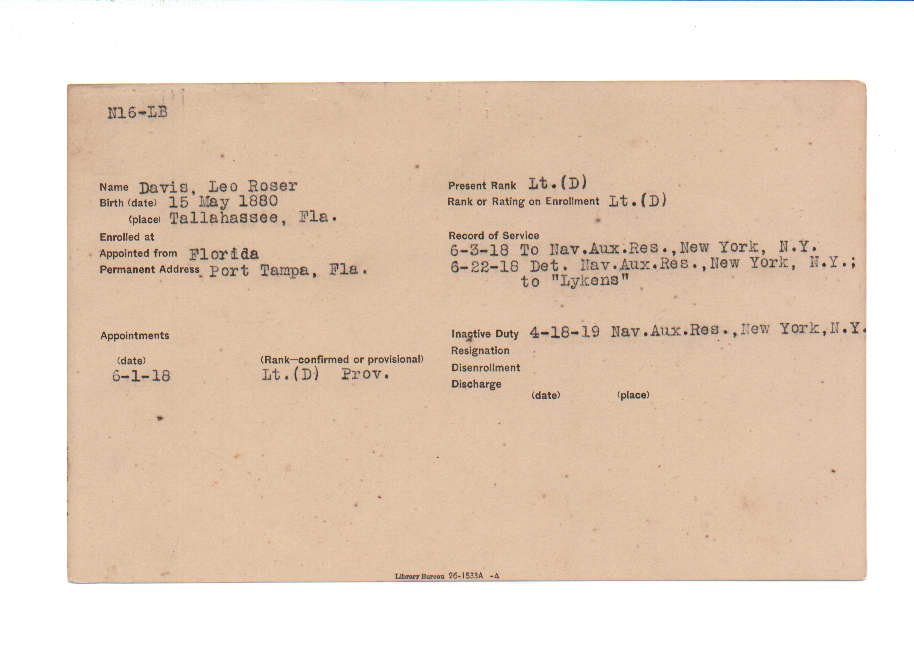 N16-LB
Name Davis, Leo Roser
Birth (date) 15 May 1880
(place) Tallahassee, Fla.
Enrolled at
Appointed from Florida
Permanent Address Port Tampa, Fla.
Appointments
(date) (Rank—confirmed or provisional)
6-1-18 Lt.(D) Prov.
Present Rank Lt.(D)
Rank or Rating on Enrollment Lt.(D)
Record of Service
6-3-18 To Nav.Aux.Res.,New York, N.Y.
6-22-18 Det. Nav.Aux.Res.,New York, N.Y.;
to "Lykens"
Inactive Duty 4-18-19 Nav.Aux.Res.,New York,N.Y.
Resignation
Disenrollment
Discharge
(date) (place)
Library Bureau 26-1533A -A